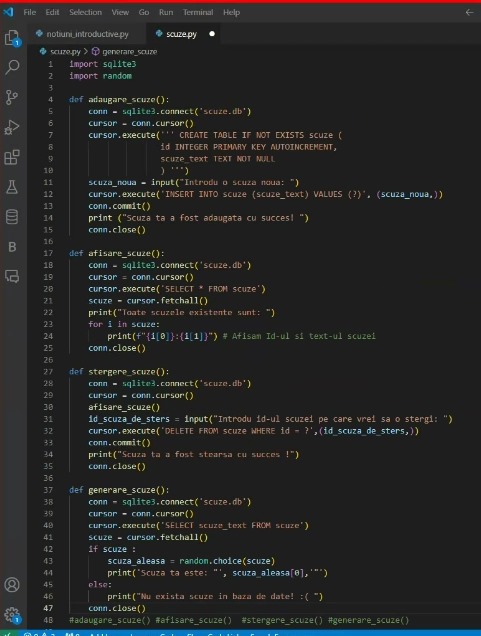 File Edit Selection View Go Run Terminal Help
notiuni_introductive.py scuze.py
scuze.py > generare_scuze
1 import sqlite3
2 import random
3
4 def adaugare_scuze():
5 conn = sqlite3.connect('scuze.db')
6 cursor = conn.cursor()
7 cursor.execute(''' CREATE TABLE IF NOT EXISTS scuze (
8 id INTEGER PRIMARY KEY AUTOINCREMENT,
9 scuze_text TEXT NOT NULL
10 ) ''')
11 scuza_noua = input("Introdu o scuza noua: ")
12 cursor.execute('INSERT INTO scuze (scuze_text) VALUES (?)', (scuza_noua,))
13 conn.commit()
14 print ("Scuza ta a fost adaugata cu succes! ")
15 conn.close()
16
17 def afisare_scuze():
18 conn = sqlite3.connect('scuze.db')
19 cursor = conn.cursor()
20 cursor.execute('SELECT * FROM scuze')
21 scuze = cursor.fetchall()
22 print("Toate scuzele existente sunt: ")
23 for i in scuze:
24 print(f"{i[0]}:{i[1]}") # Afisam Id-ul si text-ul scuzei
25 conn.close()
26
27 def stergere_scuze():
28 conn = sqlite3.connect('scuze.db')
29 cursor = conn.cursor()
30 afisare_scuze()
31 id_scuza_de_sters = input("Introdu id-ul scuzei pe care vrei sa o stergi: ")
32 cursor.execute('DELETE FROM scuze WHERE id = ?',(id_scuza_de_sters,))
33 conn.commit()
34 print("Scuza ta a fost stearsa cu succes !")
35 conn.close()
36
37 def generare_scuze():
38 conn = sqlite3.connect('scuze.db')
39 cursor = conn.cursor()
40 cursor.execute('SELECT scuze_text FROM scuze')
41 scuze = cursor.fetchall()
42 if scuze :
43 scuza_aleasa = random.choice(scuze)
44 print('Scuza ta este: "', scuza_aleasa[0],'"')
45 else:
46 print("Nu exista scuze in baza de date! :( ")
47 conn.close()
48 #adaugare_scuze() #afisare_scuze() #stergere_scuze() #generare_scuze()